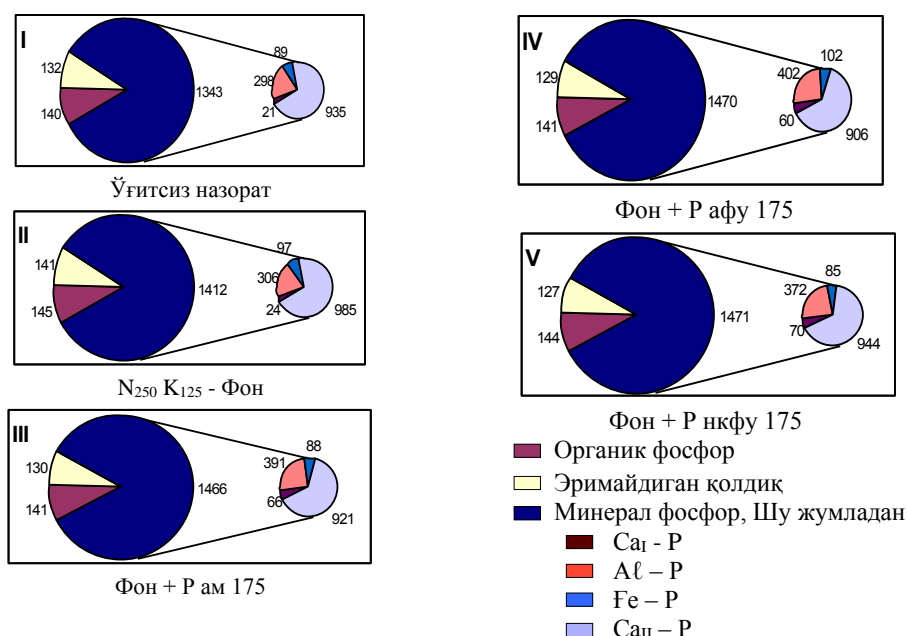 I
89
132
298
1343
140
21
935
Ўғитсиз назорат
II
97
141
306
1412
145
24
985
N₂₅₀ K₁₂₅ - Фон
III
88
130
391
1466
141
66
921
Фон + Р ам 175
IV
102
129
402
1470
141
60
906
Фон + Р афу 175
V
85
127
372
1471
144
70
944
Фон + Р нкфу 175
Органик фосфор
Эримайдиган қолдиқ
Минерал фосфор, Шу жумладан
Ca_I - P
Aℓ – P
Ғe – P
Ca_II – P